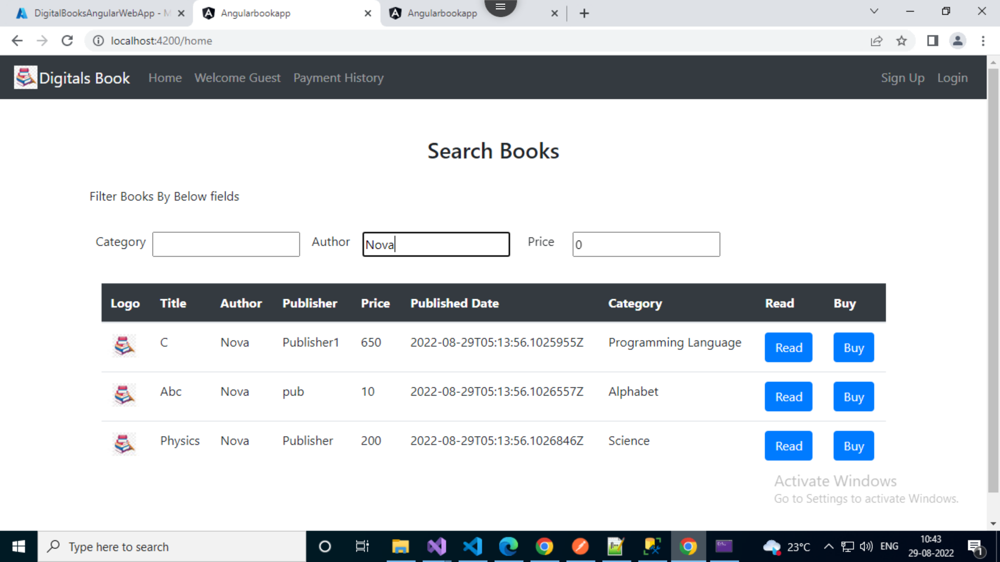 DigitalBooksAngularWebApp - M
Angularbookapp
Angularbookapp
localhost:4200/home
Digitals Book
Home
Welcome Guest
Payment History
Sign Up
Login
Search Books
Filter Books By Below fields
Category
Author
Nova
Price
0
Logo Title Author Publisher Price Published Date Category Read Buy
C Nova Publisher1 650 2022-08-29T05:13:56.1025955Z Programming Language Read Buy
Abc Nova pub 10 2022-08-29T05:13:56.1026557Z Alphabet Read Buy
Physics Nova Publisher 200 2022-08-29T05:13:56.1026846Z Science Read Buy
Activate Windows
Go to Settings to activate Windows.
Type here to search
23°C
ENG
10:43
29-08-2022
1